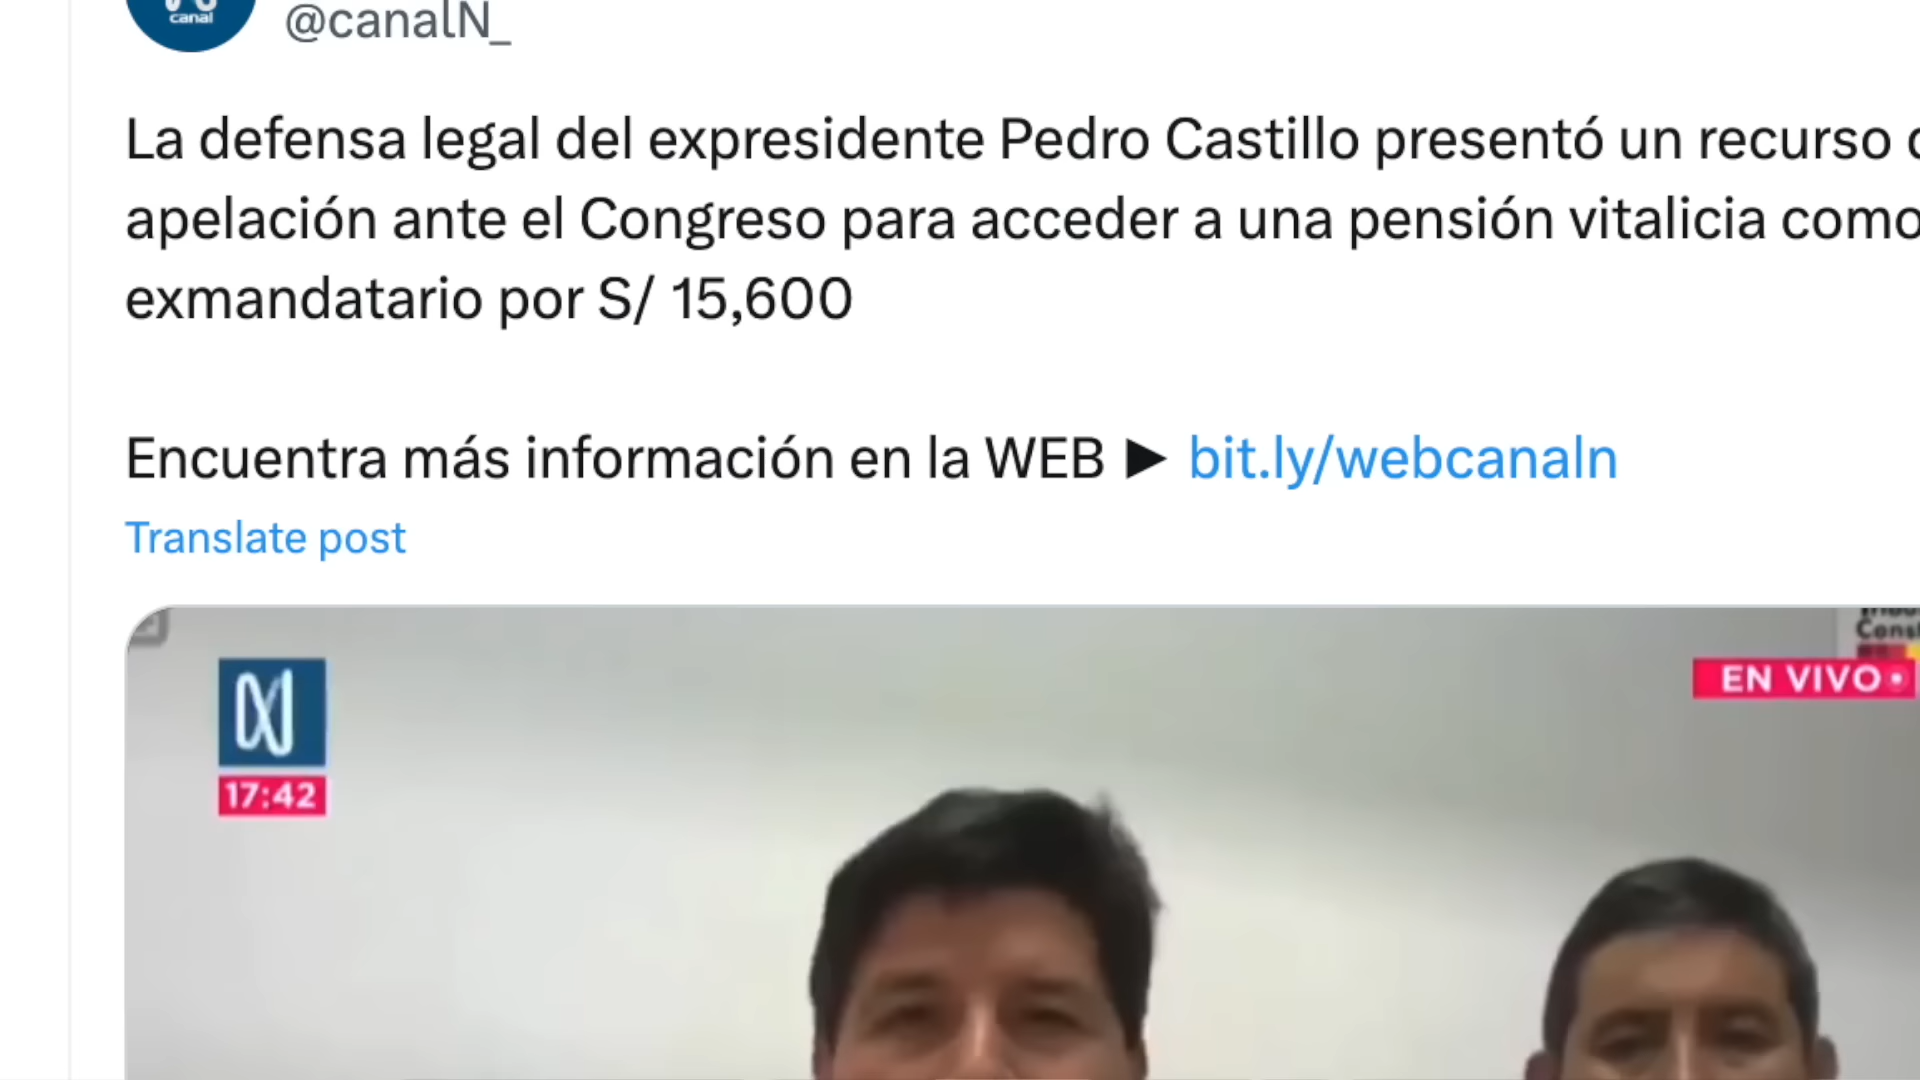 canal
@canalN_
La defensa legal del expresidente Pedro Castillo presentó un recurso
apelación ante el Congreso para acceder a una pensión vitalicia como
exmandatario por S/ 15,600
Encuentra más información en la WEB ► bit.ly/webcanaln
Translate post
EN VIVO
17:42